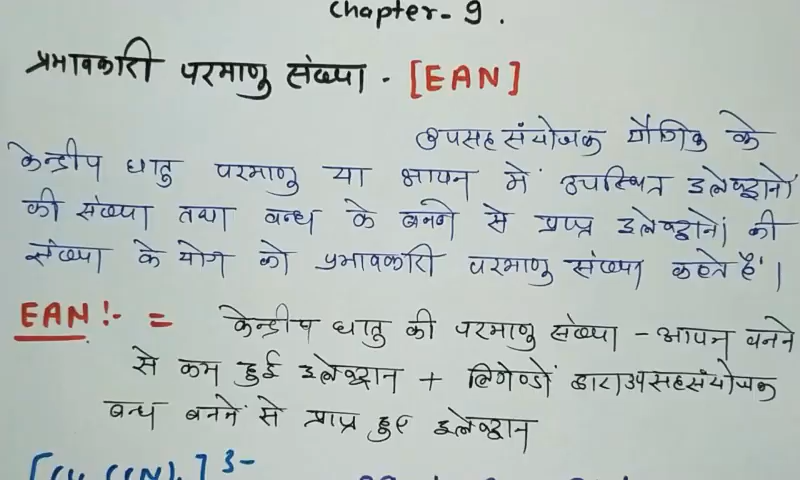 Chapter-9.
प्रभावकारी परमाणु संख्या - [EAN]
उपसहसंयोजक यौगिक के
केन्द्रीय धातु परमाणु या आयन में उपस्थित इलेक्ट्रानों
की संख्या तथा बन्ध के बनने से प्राप्त इलेक्ट्रानों की
संख्या के योग को प्रभावकारी परमाणु संख्या कहते हैं।
EAN :- = केन्द्रीय धातु की परमाणु संख्या - आयन बनने
से कम हुई इलेक्ट्रान + लिगेण्डों द्वारा उपसहसंयोजक
बन्ध बनने से प्राप्त हुए इलेक्ट्रान